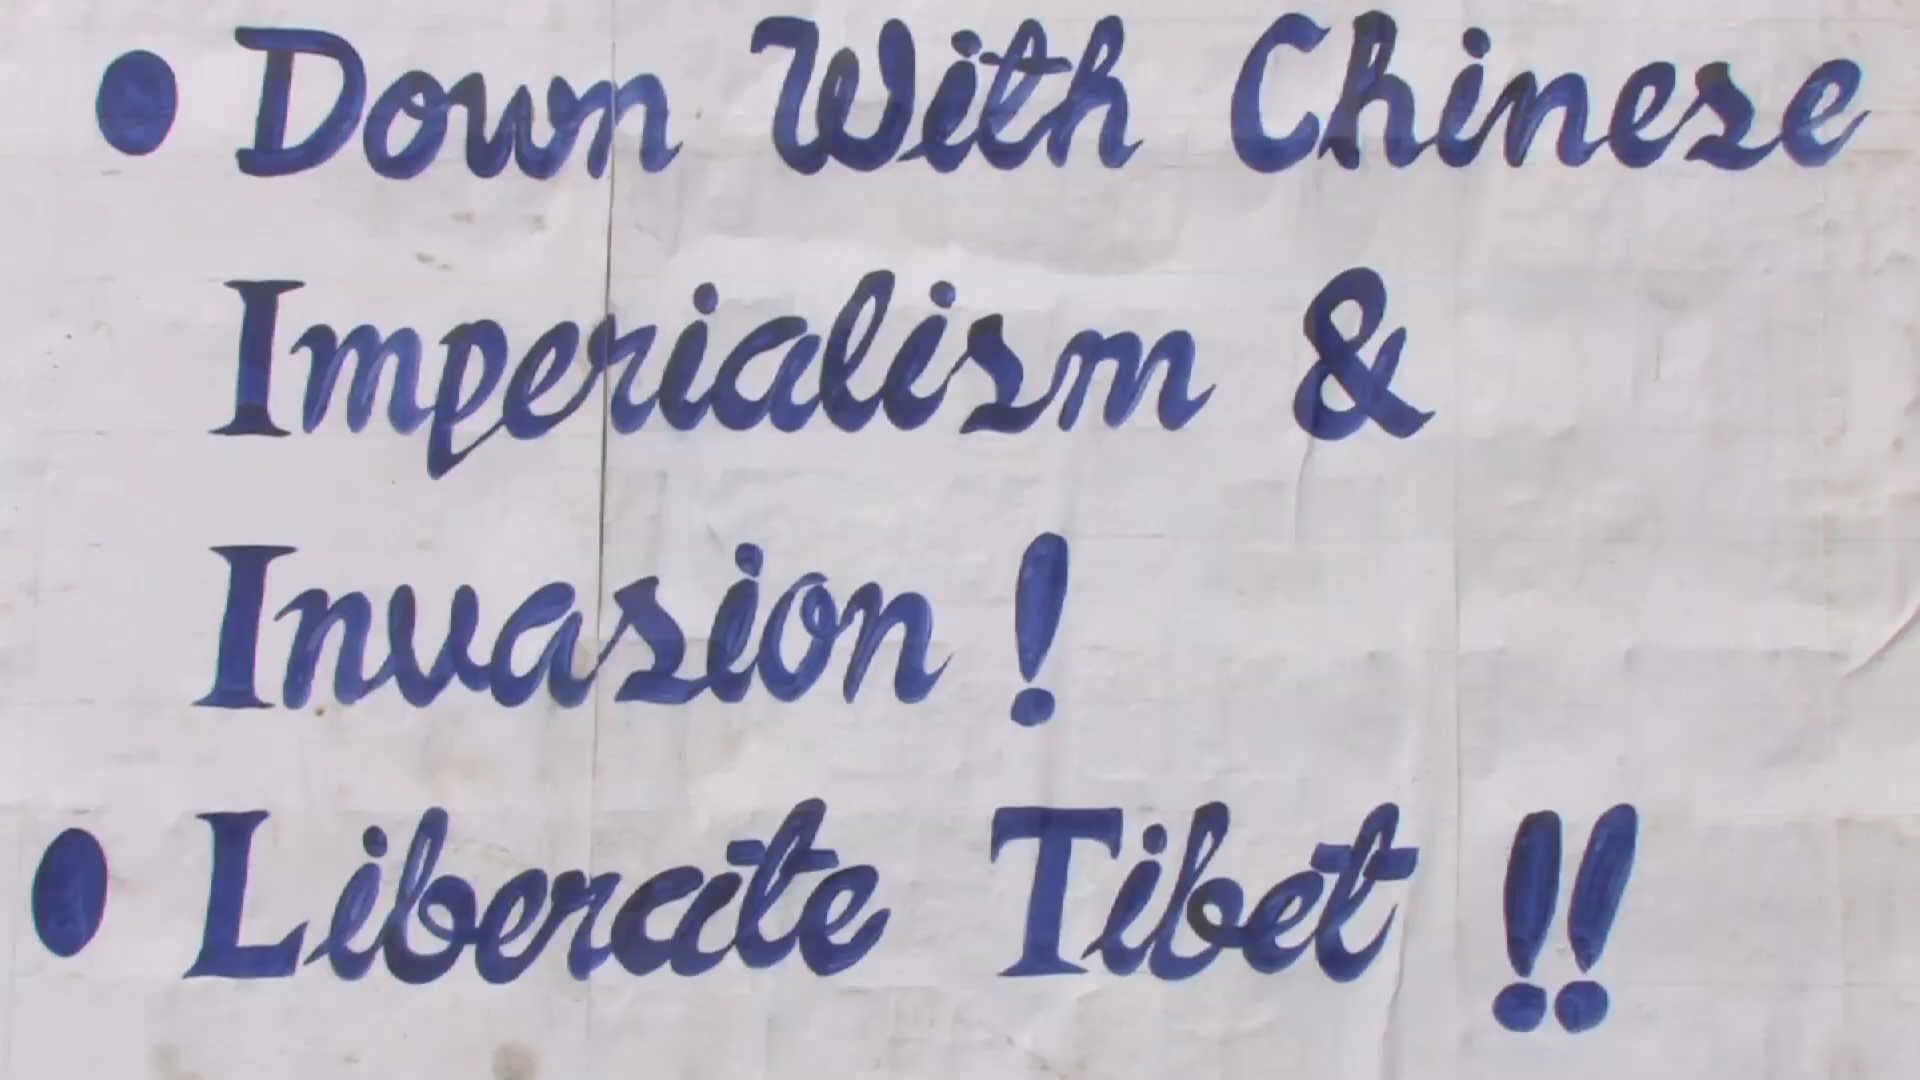 • Down With Chinese
Imperialism &
Invasion !
• Liberate Tibet !!